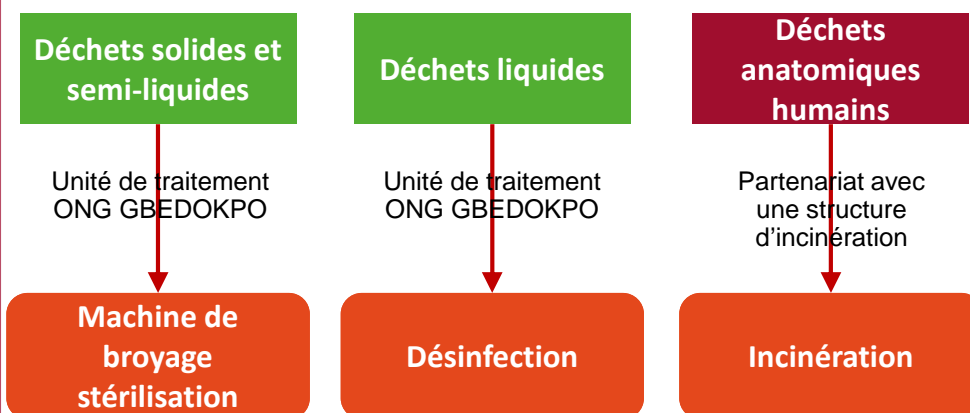 Déchets solides et
semi-liquides
Unité de traitement
ONG GBEDOKPO
Machine de
broyage
stérilisation
Déchets liquides
Unité de traitement
ONG GBEDOKPO
Désinfection
Déchets
anatomiques
humains
Partenariat avec
une structure
d’incinération
Incinération